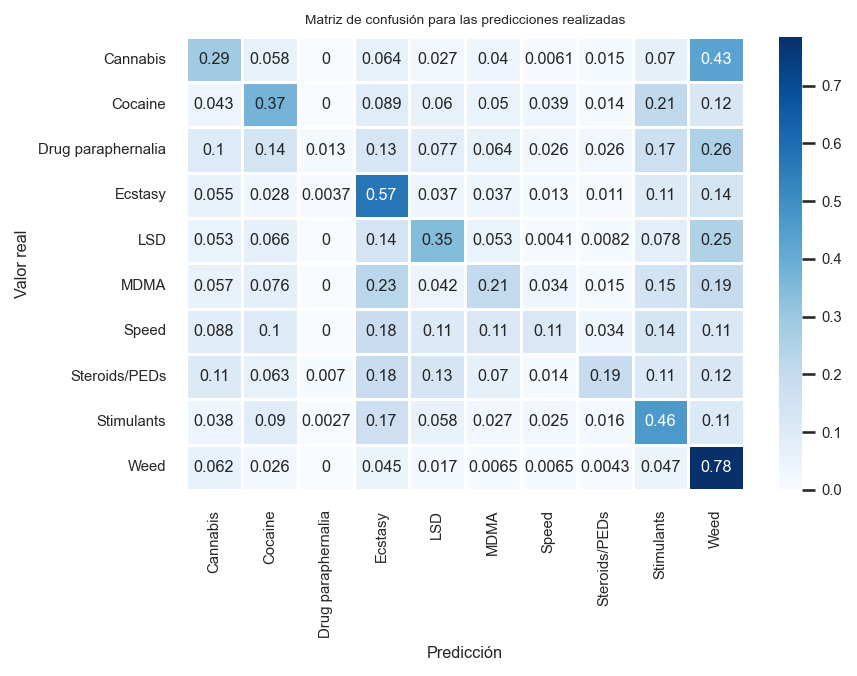 Matriz de confusión para las predicciones realizadas
Cannabis 0.29 0.058 0 0.064 0.027 0.04 0.0061 0.015 0.07 0.43
Cocaine 0.043 0.37 0 0.089 0.06 0.05 0.039 0.014 0.21 0.12
Drug paraphernalia 0.1 0.14 0.013 0.13 0.077 0.064 0.026 0.026 0.17 0.26
Ecstasy 0.055 0.028 0.0037 0.57 0.037 0.037 0.013 0.011 0.11 0.14
LSD 0.053 0.066 0 0.14 0.35 0.053 0.0041 0.0082 0.078 0.25
MDMA 0.057 0.076 0 0.23 0.042 0.21 0.034 0.015 0.15 0.19
Speed 0.088 0.1 0 0.18 0.11 0.11 0.11 0.034 0.14 0.11
Steroids/PEDs 0.11 0.063 0.007 0.18 0.13 0.07 0.014 0.19 0.11 0.12
Stimulants 0.038 0.09 0.0027 0.17 0.058 0.027 0.025 0.016 0.46 0.11
Weed 0.062 0.026 0 0.045 0.017 0.0065 0.0065 0.0043 0.047 0.78
Valor real
Cannabis
Cocaine
Drug paraphernalia
Ecstasy
LSD
MDMA
Speed
Steroids/PEDs
Stimulants
Weed
Predicción
0.7
0.6
0.5
0.4
0.3
0.2
0.1
0.0